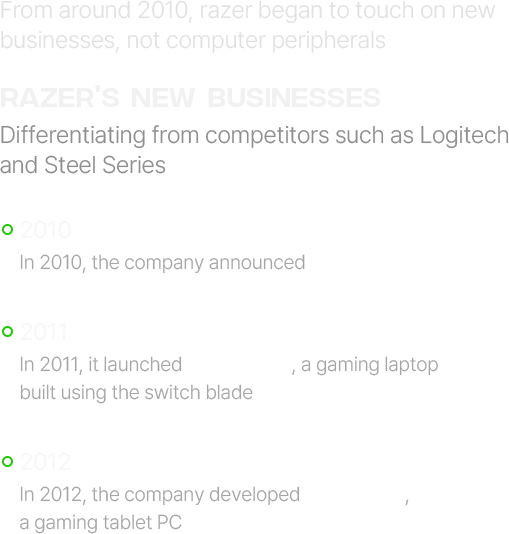 From around 2010, razer began to touch on new
businesses, not computer peripherals
RAZER'S NEW BUSINESSES
Differentiating from competitors such as Logitech
and Steel Series
2010
In 2010, the company announced
2011
In 2011, it launched , a gaming laptop
built using the switch blade
2012
In 2012, the company developed ,
a gaming tablet PC